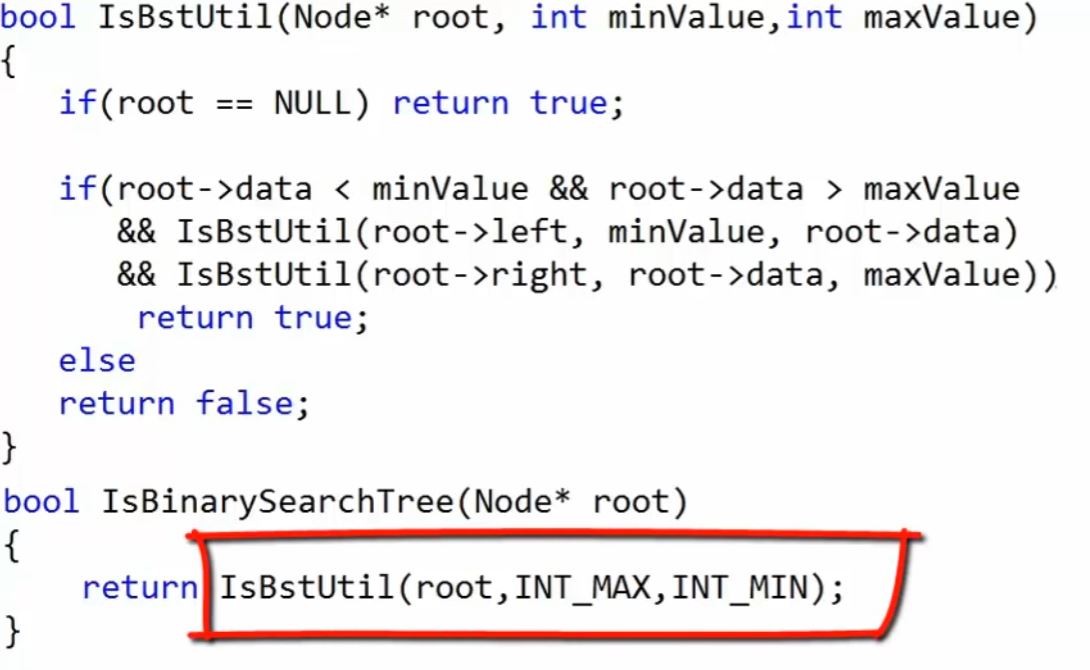 bool IsBstUtil(Node* root, int minValue,int maxValue)
{
if(root == NULL) return true;
if(root->data < minValue && root->data > maxValue
&& IsBstUtil(root->left, minValue, root->data)
&& IsBstUtil(root->right, root->data, maxValue))
return true;
else
return false;
}
bool IsBinarySearchTree(Node* root)
{
return IsBstUtil(root,INT_MAX,INT_MIN);
}